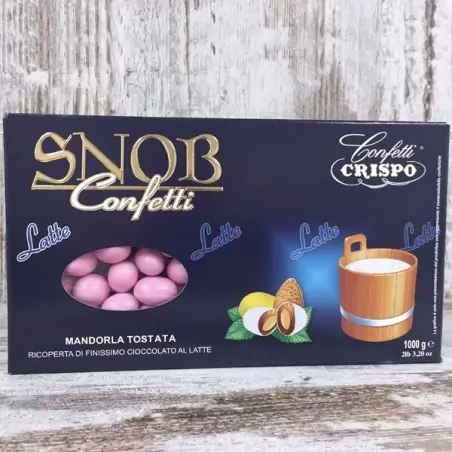 SNOB
Confetti
Confetti®
CRISPO
Latte
Latte
Latte
Latte
MANDORLA TOSTATA
RICOPERTA DI FINISSIMO CIOCCOLATO AL LATTE
1000 g ℮
2lb 3,20 oz